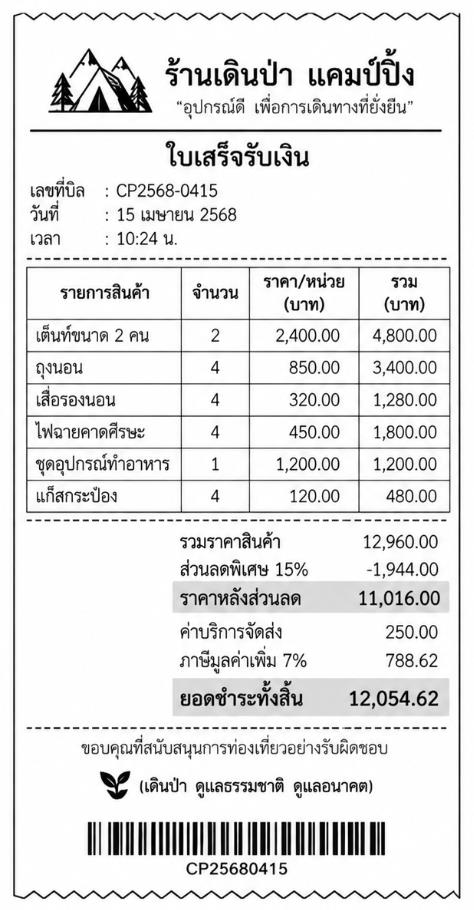 ร้านเดินป่า แคมป์ปิ้ง
“อุปกรณ์ดี เพื่อการเดินทางที่ยั่งยืน”
ใบเสร็จรับเงิน
เลขที่บิล : CP2568-0415
วันที่ : 15 เมษายน 2568
เวลา : 10:24 น.
รายการสินค้า จำนวน ราคา/หน่วย (บาท) รวม (บาท)
เต็นท์ขนาด 2 คน 2 2,400.00 4,800.00
ถุงนอน 4 850.00 3,400.00
เสื่อรองนอน 4 320.00 1,280.00
ไฟฉายคาดศีรษะ 4 450.00 1,800.00
ชุดอุปกรณ์ทำอาหาร 1 1,200.00 1,200.00
แก็สกระป๋อง 4 120.00 480.00
รวมราคาสินค้า 12,960.00
ส่วนลดพิเศษ 15% -1,944.00
ราคาหลังส่วนลด 11,016.00
ค่าบริการจัดส่ง 250.00
ภาษีมูลค่าเพิ่ม 7% 788.62
ยอดชำระทั้งสิ้น 12,054.62
ขอบคุณที่สนับสนุนการท่องเที่ยวอย่างรับผิดชอบ
(เดินป่า ดูแลธรรมชาติ ดูแลอนาคต)
CP25680415